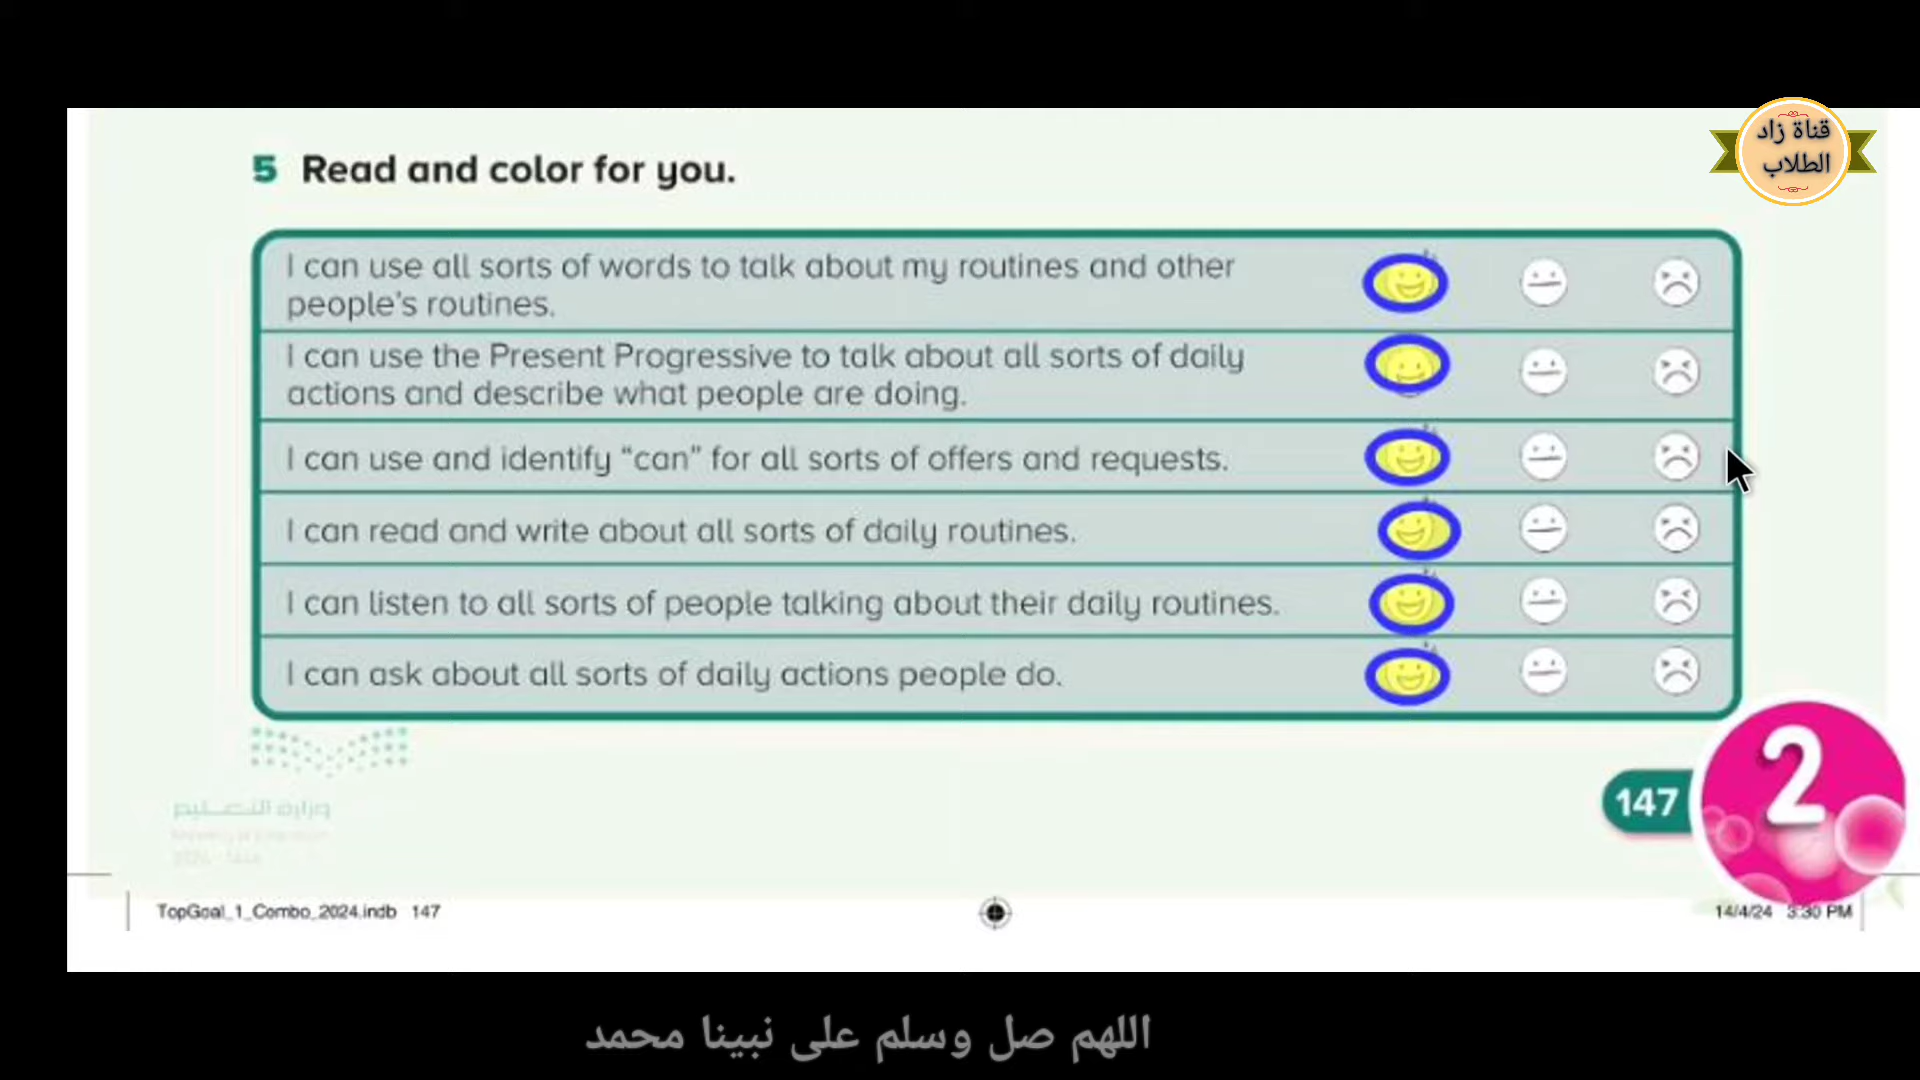 قناة زاد
الطلاب
5 Read and color for you.
I can use all sorts of words to talk about my routines and other
people's routines.
I can use the Present Progressive to talk about all sorts of daily
actions and describe what people are doing.
I can use and identify “can” for all sorts of offers and requests.
I can read and write about all sorts of daily routines.
I can listen to all sorts of people talking about their daily routines.
I can ask about all sorts of daily actions people do.
وزارة التعليم
147
2
TopGoal_1_Combo_2024.indb 147
14/4/24 3:30 PM
اللهم صل وسلم على نبينا محمد